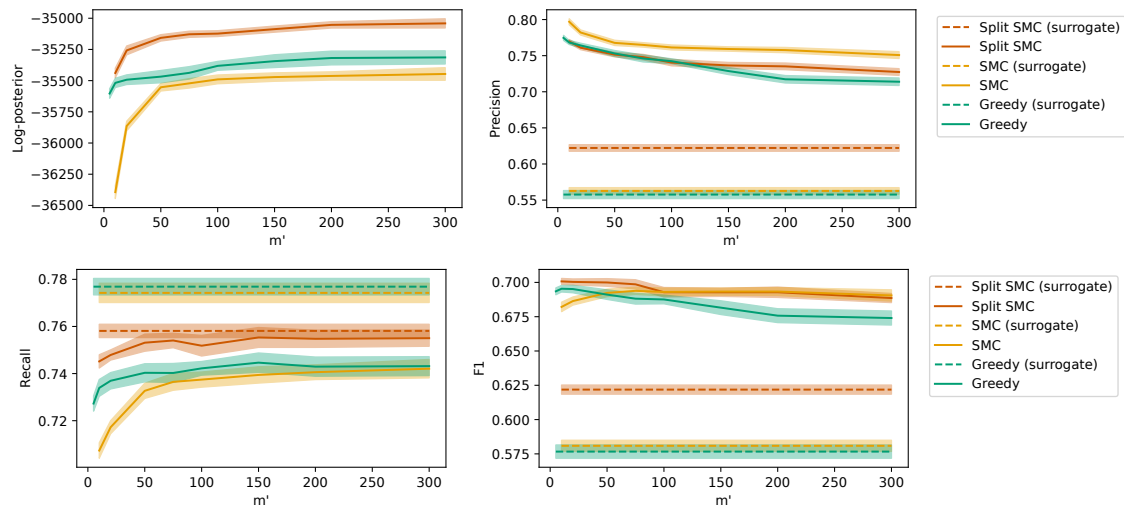 −35000
−35250
−35500
−35750
−36000
−36250
−36500
Log-posterior
0 50 100 150 200 250 300
m'
0.80
0.75
0.70
0.65
0.60
0.55
Precision
0 50 100 150 200 250 300
m'
Split SMC (surrogate)
Split SMC
SMC (surrogate)
SMC
Greedy (surrogate)
Greedy
0.78
0.76
0.74
0.72
Recall
0 50 100 150 200 250 300
m'
0.700
0.675
0.650
0.625
0.600
0.575
F1
0 50 100 150 200 250 300
m'
Split SMC (surrogate)
Split SMC
SMC (surrogate)
SMC
Greedy (surrogate)
Greedy